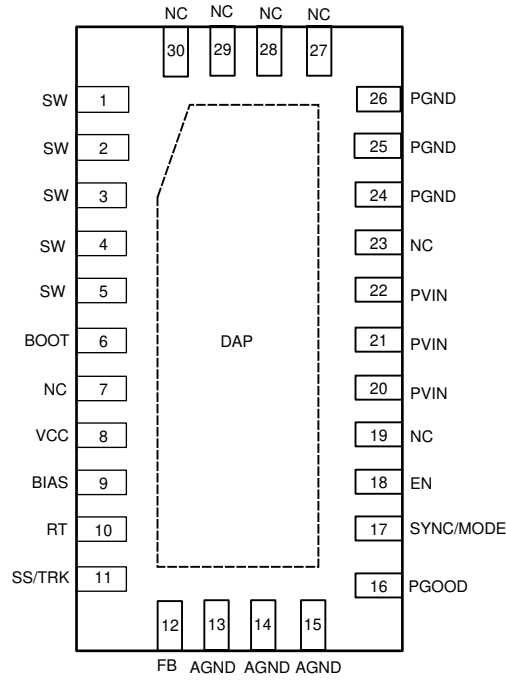 NC NC NC NC
30 29 28 27
SW 1 26 PGND
SW 2 25 PGND
SW 3 24 PGND
SW 4 23 NC
SW 5 22 PVIN
BOOT 6 DAP 21 PVIN
NC 7 20 PVIN
VCC 8 19 NC
BIAS 9 18 EN
RT 10 17 SYNC/MODE
SS/TRK 11 16 PGOOD
12 13 14 15
FB AGND AGND AGND